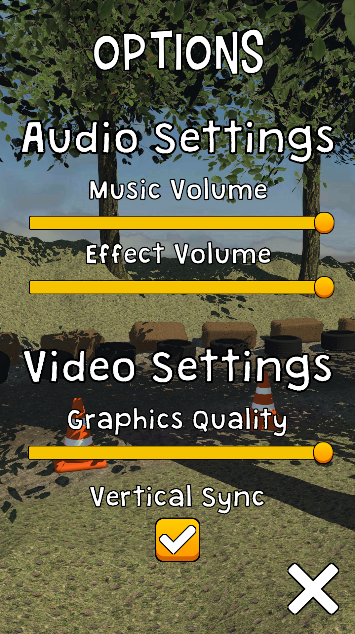 OPTIONS
Audio Settings
Music Volume
Effect Volume
Video Settings
Graphics Quality
Vertical Sync